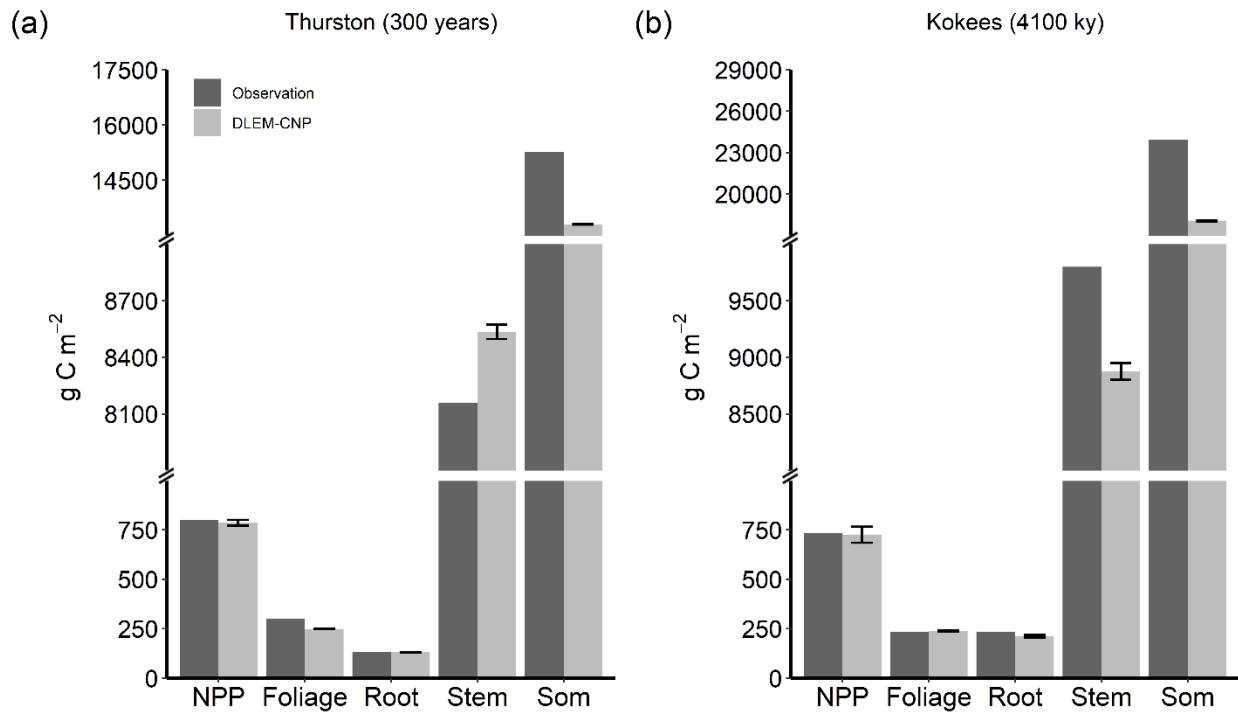 (a)
Thurston (300 years)
Observation
DLEM-CNP
17500
16000
14500
8700
8400
8100
750
500
250
0
g C m⁻²
NPP Foliage Root Stem Som
(b)
Kokees (4100 ky)
29000
26000
23000
20000
9500
9000
8500
750
500
250
0
g C m⁻²
NPP Foliage Root Stem Som